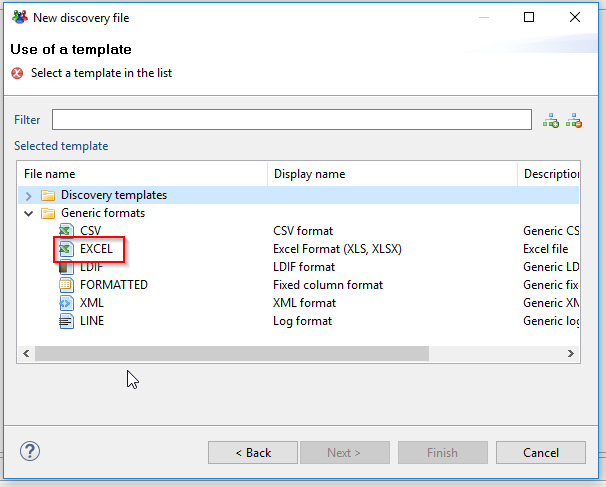 New discovery file
Use of a template
Select a template in the list
Filter
Selected template
File name Display name Description
Discovery templates
Generic formats
CSV CSV format Generic CS
EXCEL Excel Format (XLS, XLSX) Excel file
LDIF LDIF format Generic LD
FORMATTED Fixed column format Generic fix
XML XML format Generic XM
LINE Log format Generic log
? < Back Next > Finish Cancel